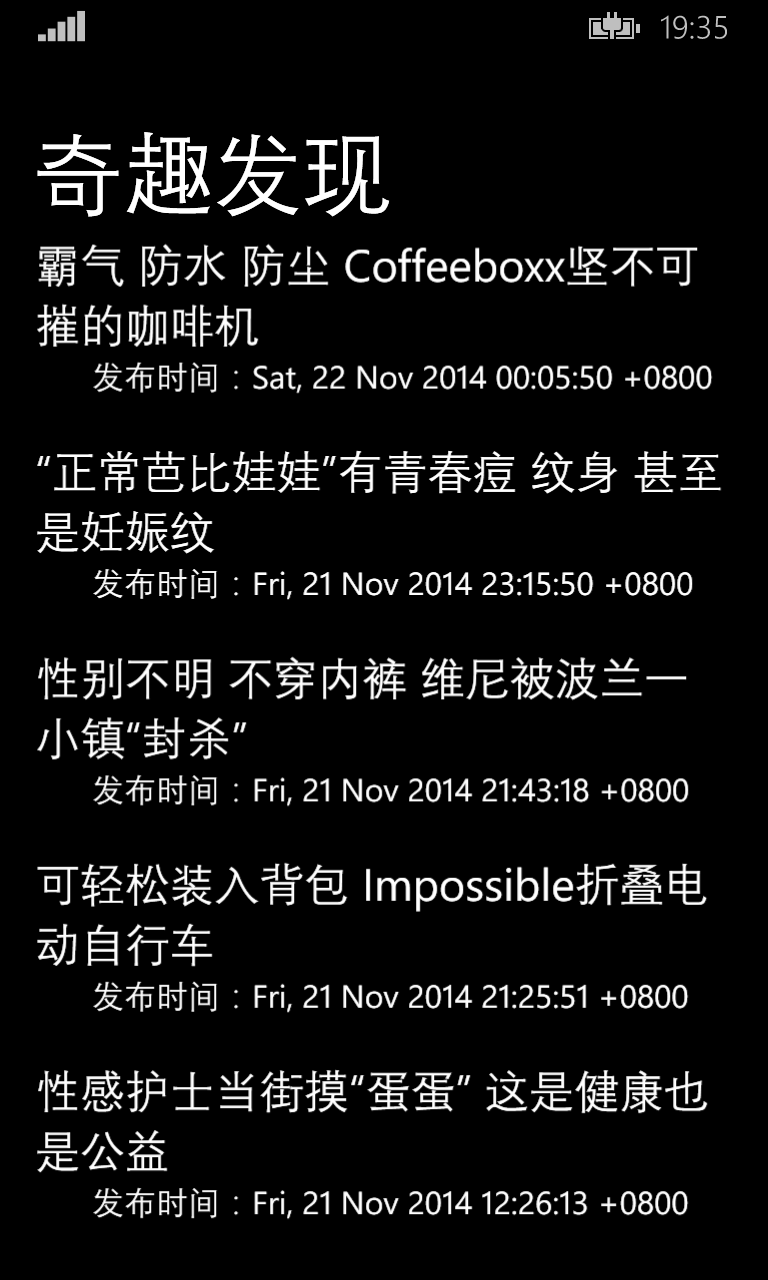 19:35
奇趣发现
霸气 防水 防尘 Coffeeboxx坚不可
摧的咖啡机
发布时间：Sat, 22 Nov 2014 00:05:50 +0800
“正常芭比娃娃”有青春痘 纹身 甚至
是妊娠纹
发布时间：Fri, 21 Nov 2014 23:15:50 +0800
性别不明 不穿内裤 维尼被波兰一
小镇“封杀”
发布时间：Fri, 21 Nov 2014 21:43:18 +0800
可轻松装入背包 Impossible折叠电
动自行车
发布时间：Fri, 21 Nov 2014 21:25:51 +0800
性感护士当街摸“蛋蛋” 这是健康也
是公益
发布时间：Fri, 21 Nov 2014 12:26:13 +0800